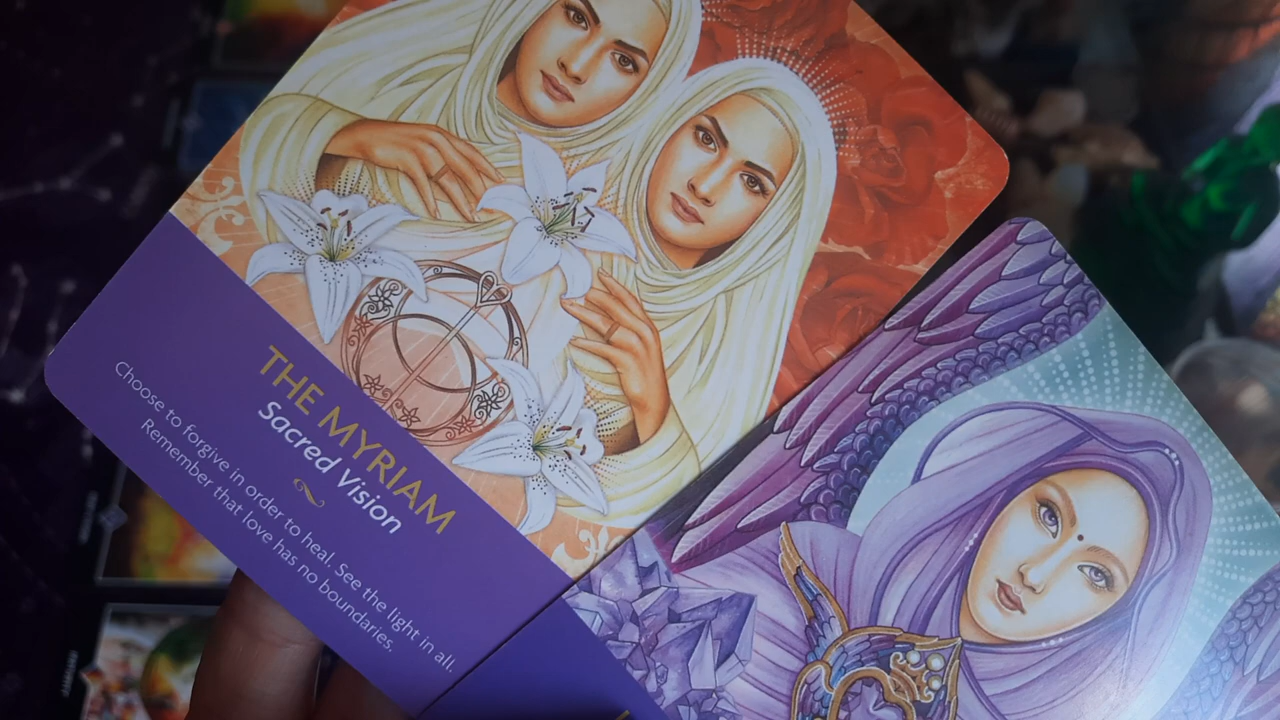 THE MYRIAM
Sacred Vision
Choose to forgive in order to heal. See the light in all.
Remember that love has no boundaries.